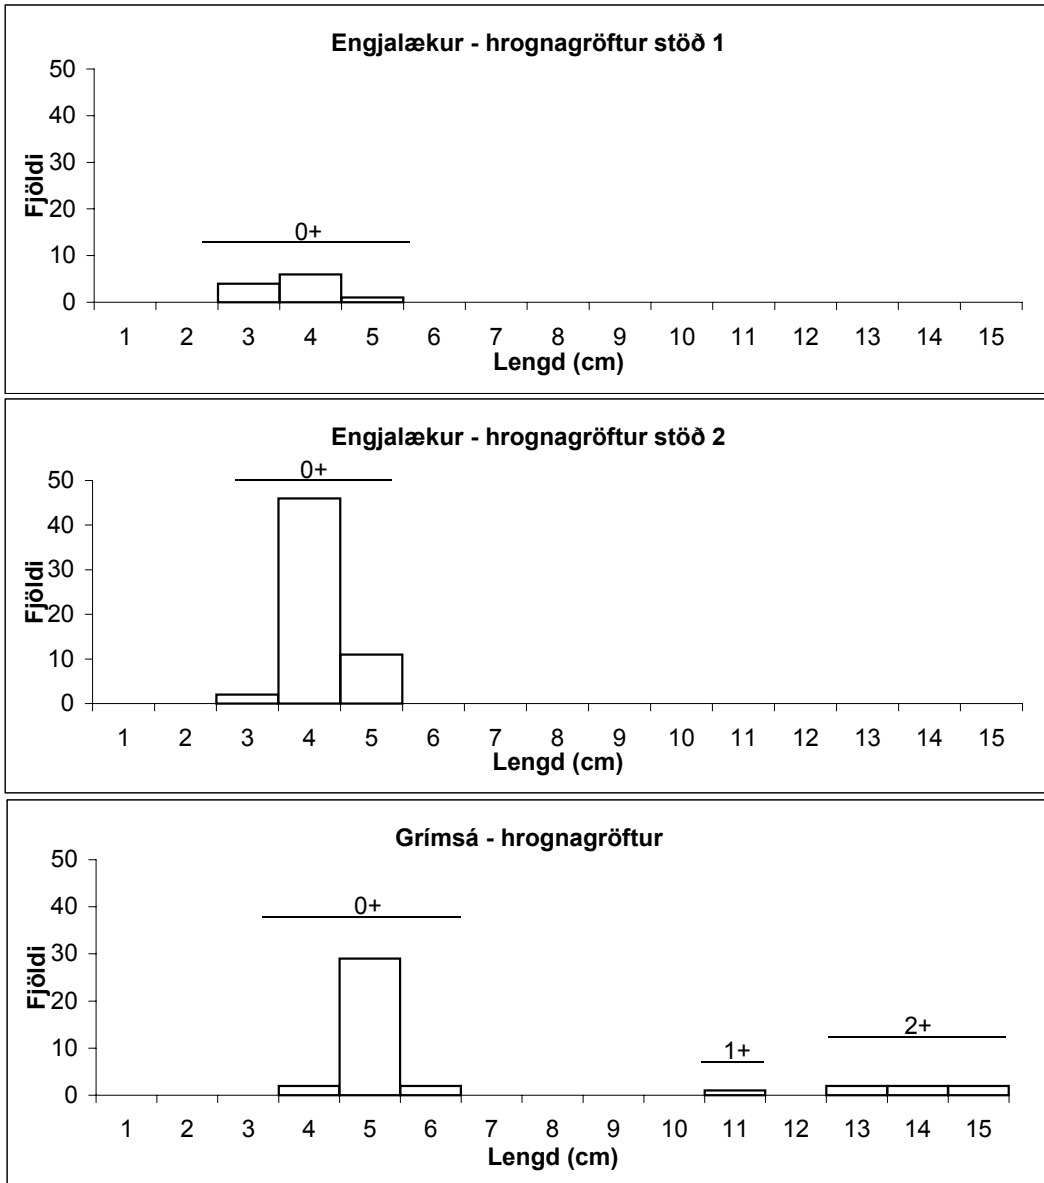 Engjalækur - hrognagröftur stöð 1
50
40
30
20
10
0
Fjöldi
0+
1 2 3 4 5 6 7 8 9 10 11 12 13 14 15
Lengd (cm)
Engjalækur - hrognagröftur stöð 2
50
40
30
20
10
0
Fjöldi
0+
1 2 3 4 5 6 7 8 9 10 11 12 13 14 15
Lengd (cm)
Grímsá - hrognagröftur
50
40
30
20
10
0
Fjöldi
0+
1+
2+
1 2 3 4 5 6 7 8 9 10 11 12 13 14 15
Lengd (cm)